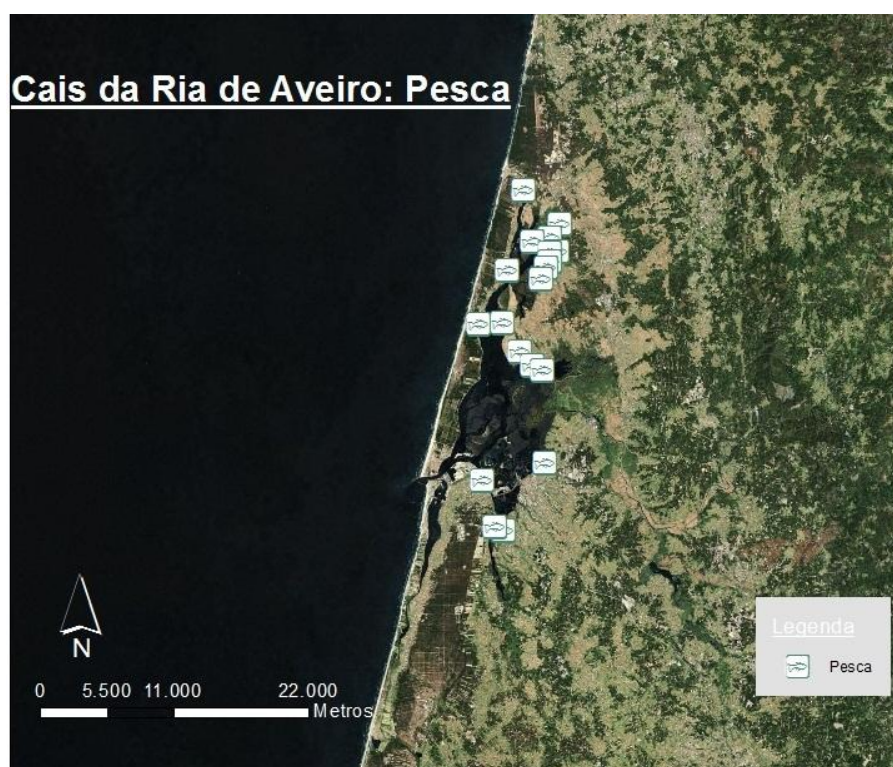 Cais da Ria de Aveiro: Pesca
N
0 5.500 11.000 22.000
Metros
Legenda
Pesca